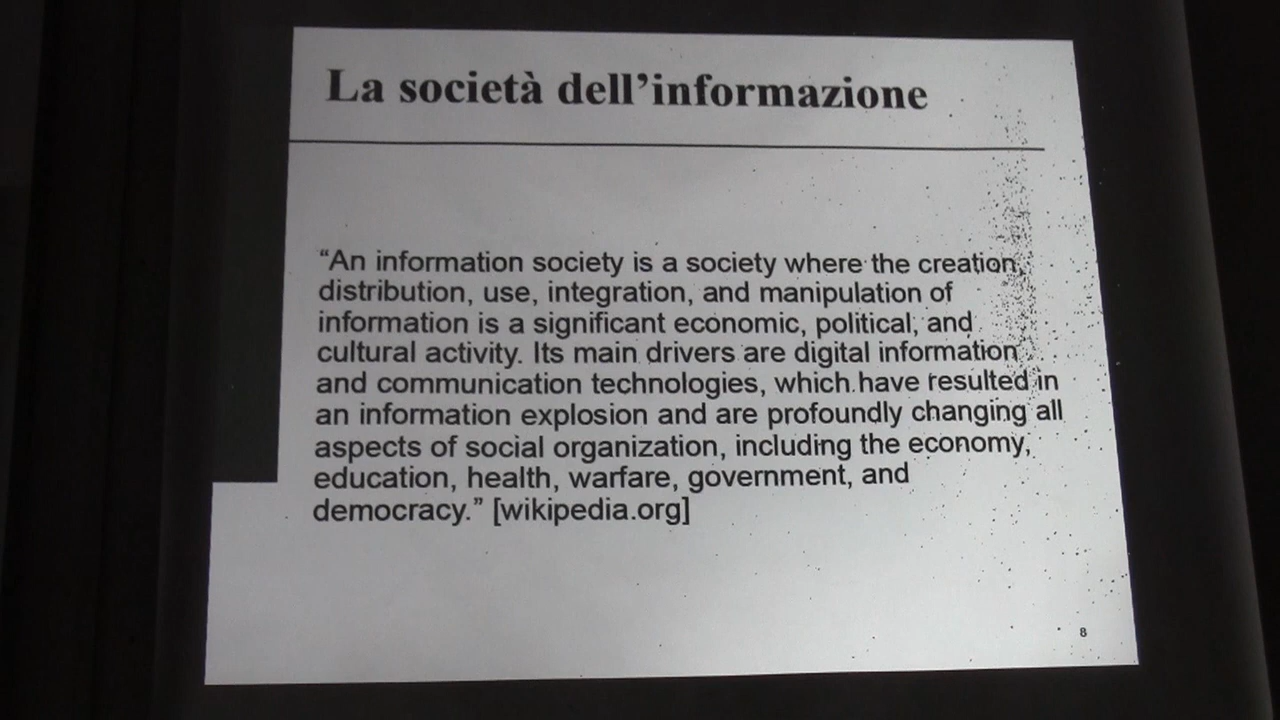 La società dell’informazione
“An information society is a society where the creation,
distribution, use, integration, and manipulation of
information is a significant economic, political, and
cultural activity. Its main drivers are digital information
and communication technologies, which have resulted in
an information explosion and are profoundly changing all
aspects of social organization, including the economy,
education, health, warfare, government, and
democracy.” [wikipedia.org]
8